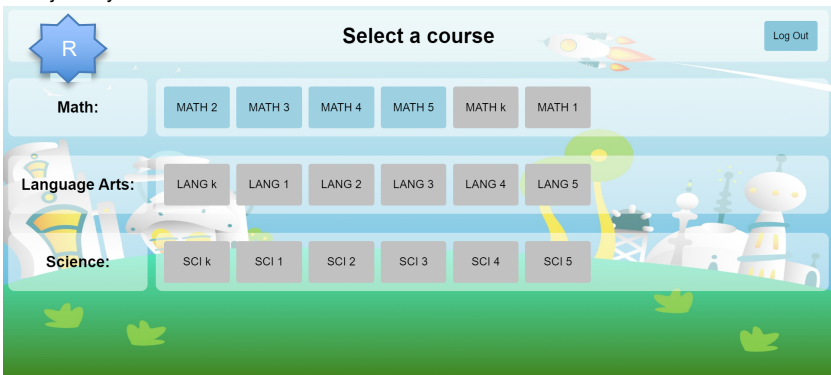 R
Select a course
Log Out
Math:
MATH 2 MATH 3 MATH 4 MATH 5 MATH k MATH 1
Language Arts:
LANG k LANG 1 LANG 2 LANG 3 LANG 4 LANG 5
Science:
SCI k SCI 1 SCI 2 SCI 3 SCI 4 SCI 5